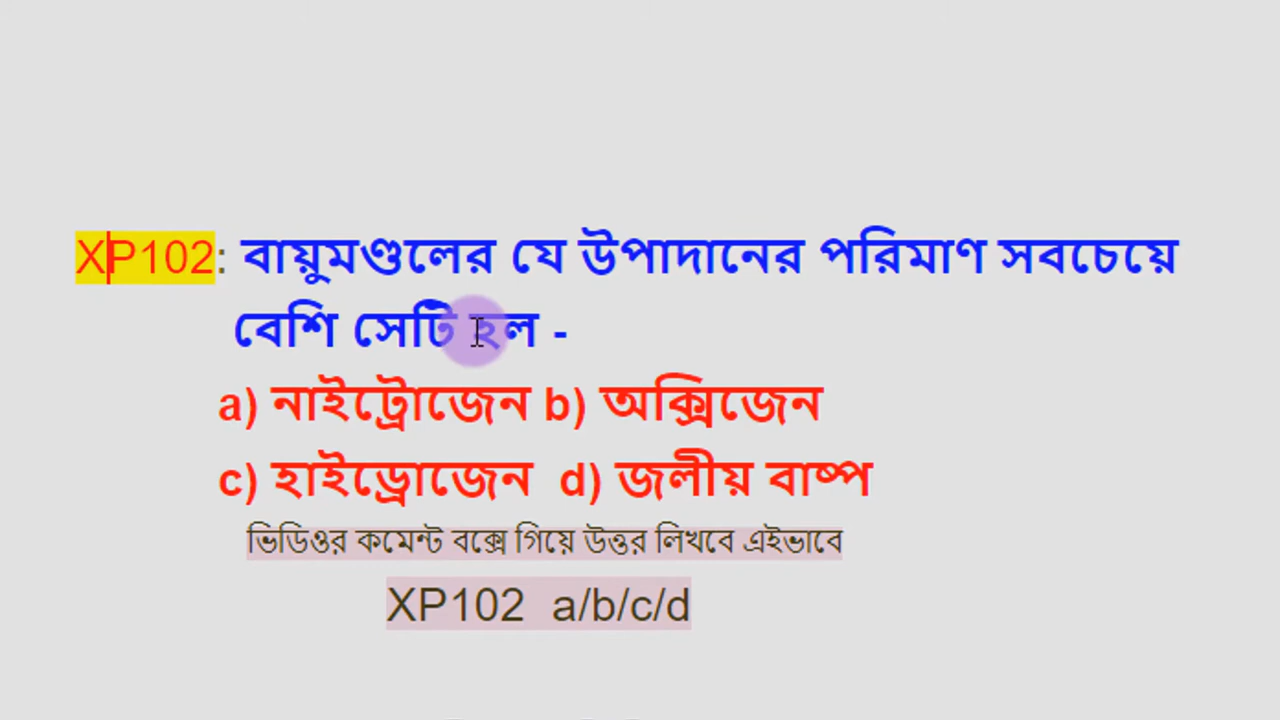 XP102: বায়ুমণ্ডলের যে উপাদানের পরিমাণ সবচেয়ে
বেশি সেটি হল -
a) নাইট্রোজেন b) অক্সিজেন
c) হাইড্রোজেন d) জলীয় বাষ্প
ভিডিওর কমেন্ট বক্সে গিয়ে উত্তর লিখবে এইভাবে
XP102 a/b/c/d